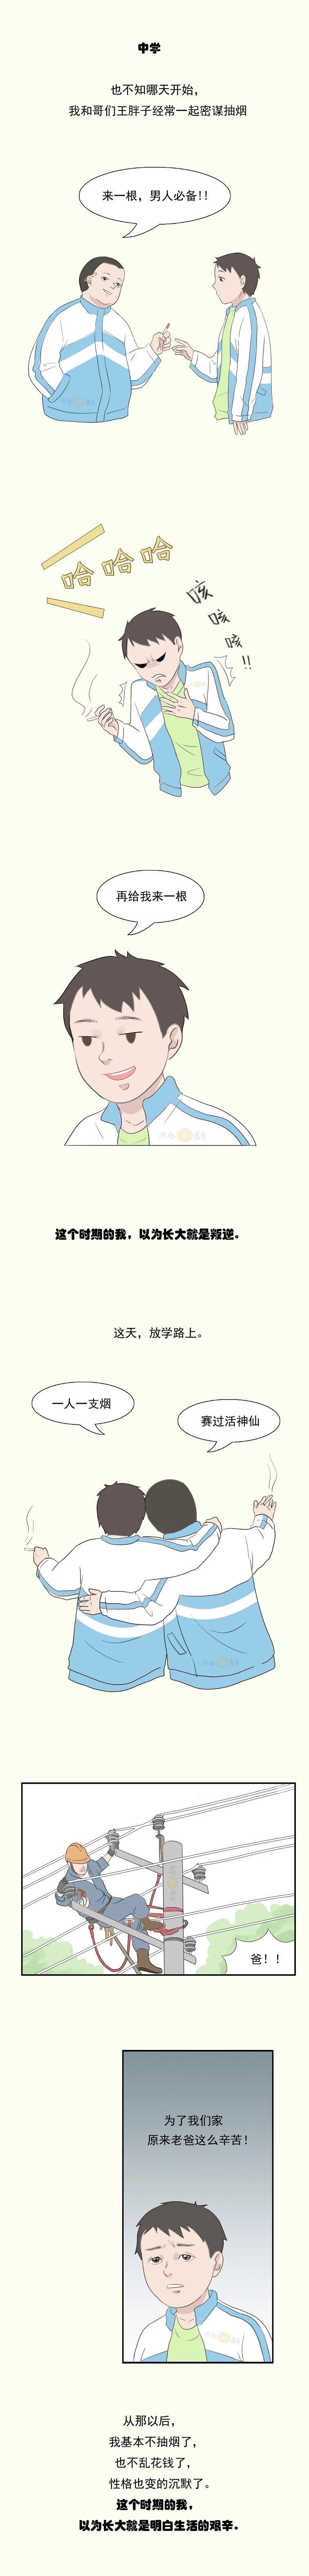 中学
也不知哪天开始，
我和哥们王胖子经常一起密谋抽烟
来一根，男人必备!!
哈哈哈
咳
咳
咳!!
再给我来一根
这个时期的我，以为长大就是叛逆。
这天，放学路上。
一人一支烟
赛过活神仙
爸！！
为了我们家
原来老爸这么辛苦！
从那以后，
我基本不抽烟了，
也不乱花钱了，
性格也变的沉默了。
这个时期的我，
以为长大就是明白生活的艰辛。